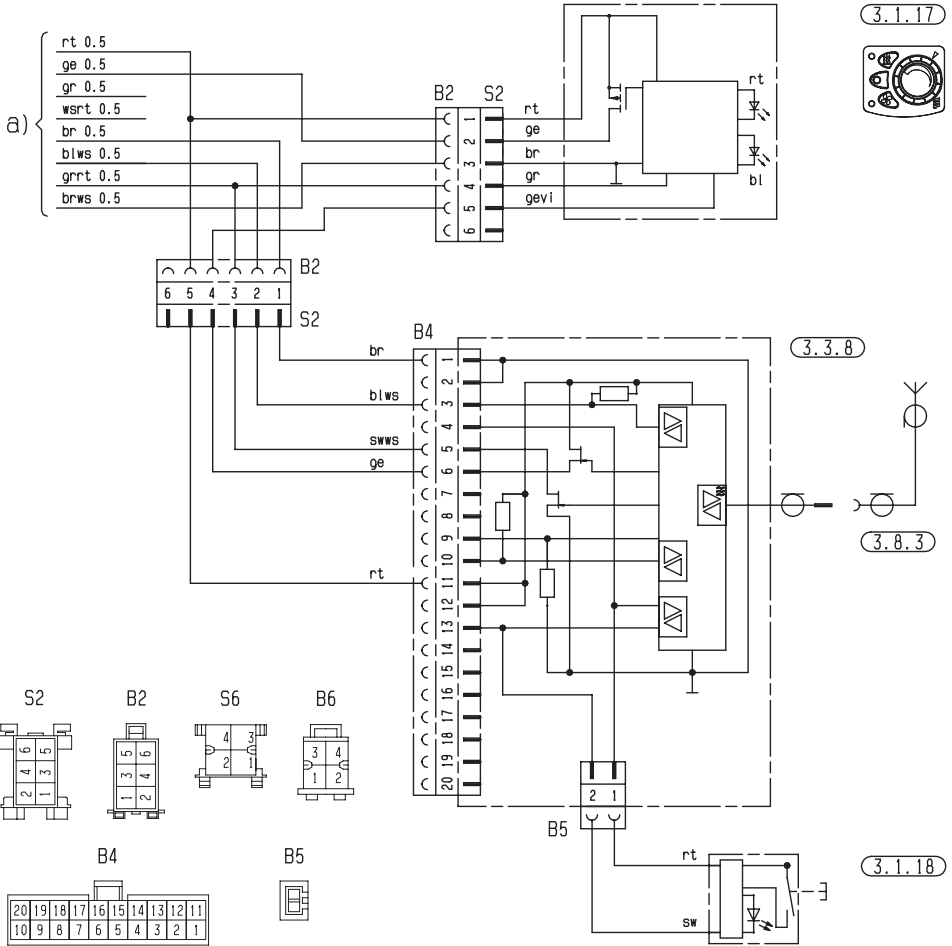 3.1.17
rt 0.5
ge 0.5
gr 0.5
wsrt 0.5
br 0.5
blws 0.5
grrt 0.5
brws 0.5
a)
B2 S2
1
2
3
4
5
6
rt
ge
br
gr
gevi
rt
bl
B2
6 5 4 3 2 1
S2
B4
3.3.8
br
blws
swws
ge
rt
1
2
3
4
5
6
7
8
9
10
11
12
13
14
15
16
17
18
19
20
3.8.3
S2 B2 S6 B6
6 5
4 3
2 1
5 6
3 4
1 2
4 3
2 1
3 4
1 2
2 1
B5
B4 B5
20 19 18 17 16 15 14 13 12 11
10 9 8 7 6 5 4 3 2 1
rt
sw
3.1.18